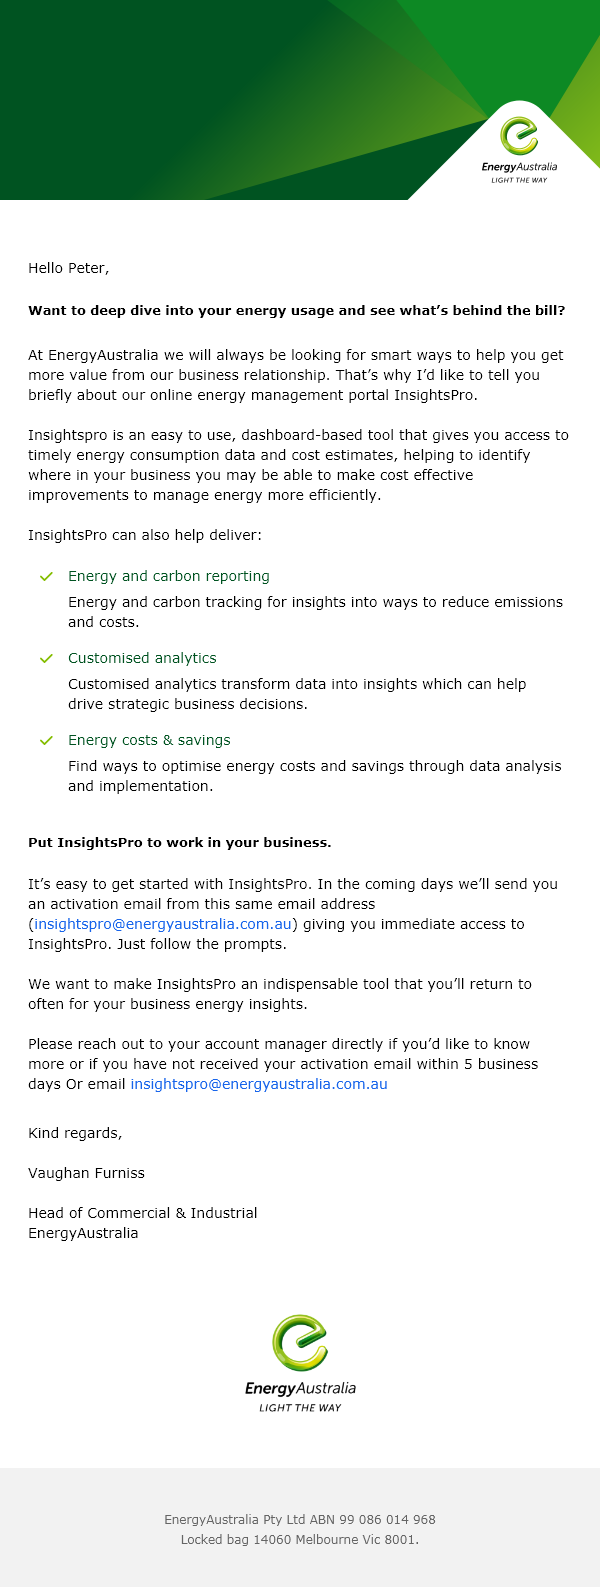 EnergyAustralia
LIGHT THE WAY
Hello Peter,
Want to deep dive into your energy usage and see what’s behind the bill?
At EnergyAustralia we will always be looking for smart ways to help you get
more value from our business relationship. That’s why I’d like to tell you
briefly about our online energy management portal InsightsPro.
Insightspro is an easy to use, dashboard-based tool that gives you access to
timely energy consumption data and cost estimates, helping to identify
where in your business you may be able to make cost effective
improvements to manage energy more efficiently.
InsightsPro can also help deliver:
Energy and carbon reporting
Energy and carbon tracking for insights into ways to reduce emissions
and costs.
Customised analytics
Customised analytics transform data into insights which can help
drive strategic business decisions.
Energy costs & savings
Find ways to optimise energy costs and savings through data analysis
and implementation.
Put InsightsPro to work in your business.
It’s easy to get started with InsightsPro. In the coming days we’ll send you
an activation email from this same email address
(insightspro@energyaustralia.com.au) giving you immediate access to
InsightsPro. Just follow the prompts.
We want to make InsightsPro an indispensable tool that you’ll return to
often for your business energy insights.
Please reach out to your account manager directly if you’d like to know
more or if you have not received your activation email within 5 business
days Or email insightspro@energyaustralia.com.au
Kind regards,
Vaughan Furniss
Head of Commercial & Industrial
EnergyAustralia
EnergyAustralia
LIGHT THE WAY
EnergyAustralia Pty Ltd ABN 99 086 014 968
Locked bag 14060 Melbourne Vic 8001.